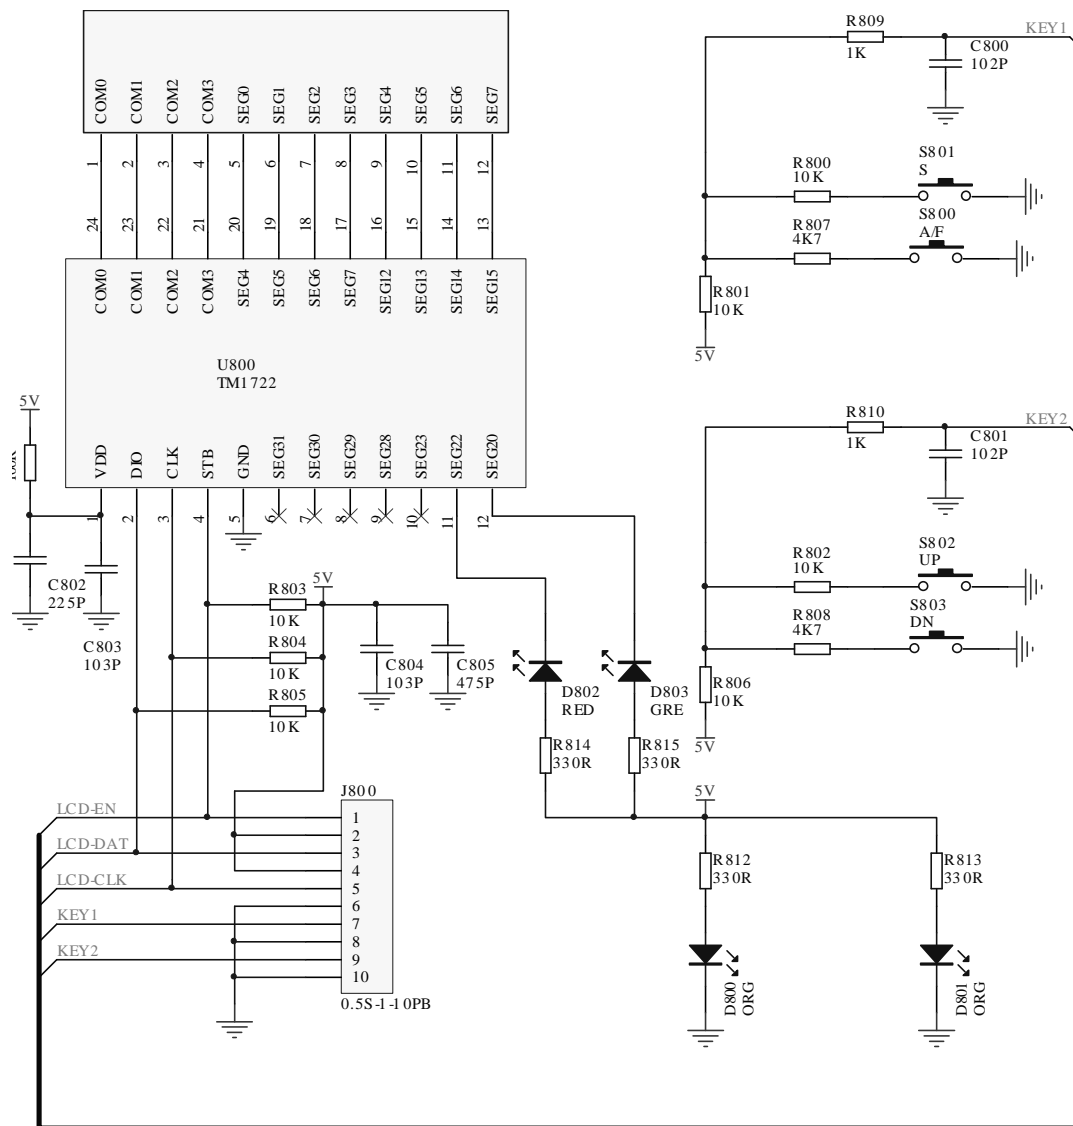 COM0 COM1 COM2 COM3 SEG0 SEG1 SEG2 SEG3 SEG4 SEG5 SEG6 SEG7
1 2 3 4 5 6 7 8 9 10 11 12
24 23 22 21 20 19 18 17 16 15 14 13
COM0 COM1 COM2 COM3 SEG4 SEG5 SEG6 SEG7 SEG12 SEG13 SEG14 SEG15
U800
TM1722
VDD DIO CLK STB GND SEG31 SEG30 SEG29 SEG28 SEG23 SEG22 SEG20
1 2 3 4 5 6 7 8 9 10 11 12
5V
C802
225P
C803
103P
5V
R803
10K
R804
10K
R805
10K
C804
103P
C805
475P
D802
RED
D803
GRE
R814
330R
R815
330R
J800
1
2
3
4
5
6
7
8
9
10
0.5S-1-10PB
LCD-EN
LCD-DAT
LCD-CLK
KEY1
KEY2
5V
R812
330R
R813
330R
D800
ORG
D801
ORG
R809
1K
KEY1
C800
102P
R800
10K
S801
S
R807
4K7
S800
A/F
R801
10K
5V
R810
1K
KEY2
C801
102P
R802
10K
S802
UP
R808
4K7
S803
DN
R806
10K
5V